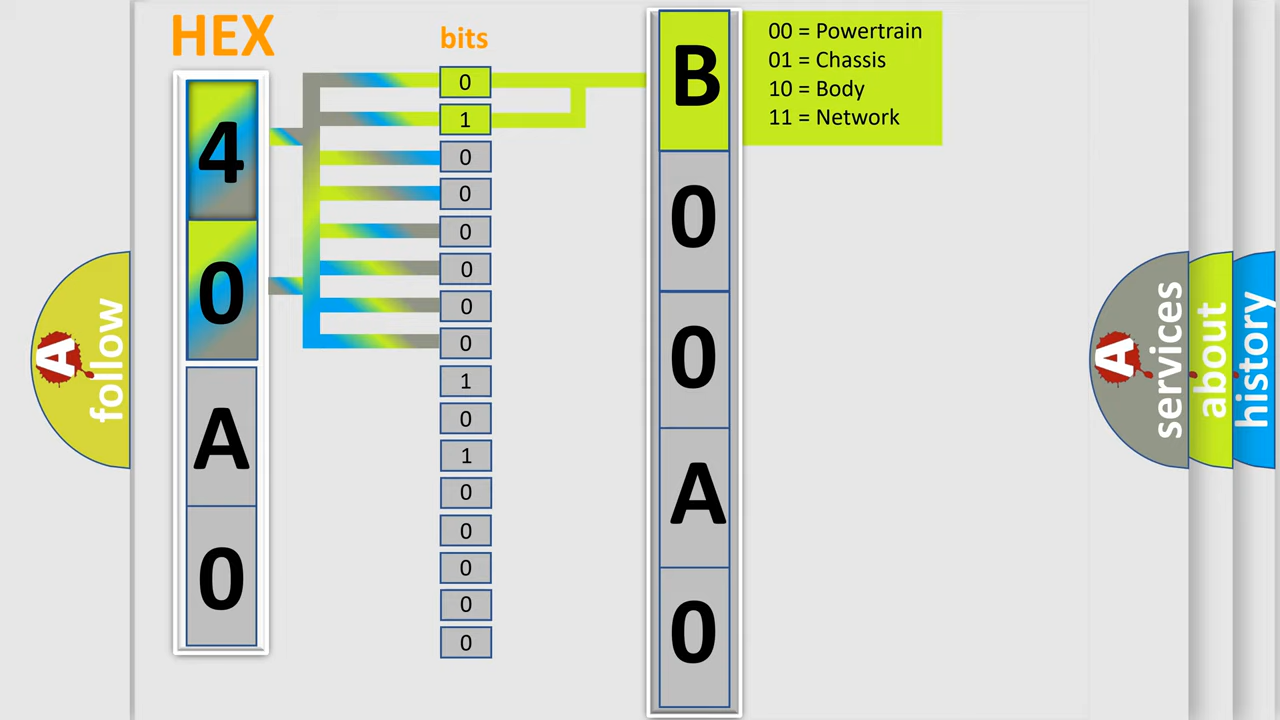 HEX
bits
4
0
A
0
0
1
0
0
0
0
0
0
1
0
1
0
0
0
0
0
B
0
0
A
0
00 = Powertrain
01 = Chassis
10 = Body
11 = Network
A
follow
A
services
about
history